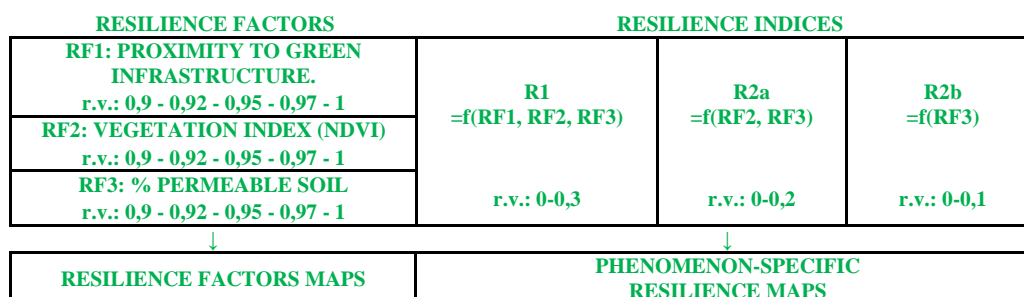 RESILIENCE FACTORS
RESILIENCE INDICES
RF1: PROXIMITY TO GREEN
INFRASTRUCTURE.
r.v.: 0,9 - 0,92 - 0,95 - 0,97 - 1
RF2: VEGETATION INDEX (NDVI)
r.v.: 0,9 - 0,92 - 0,95 - 0,97 - 1
RF3: % PERMEABLE SOIL
r.v.: 0,9 - 0,92 - 0,95 - 0,97 - 1
R1
=f(RF1, RF2, RF3)
r.v.: 0-0,3
R2a
=f(RF2, RF3)
r.v.: 0-0,2
R2b
=f(RF3)
r.v.: 0-0,1
↓
↓
RESILIENCE FACTORS MAPS
PHENOMENON-SPECIFIC
RESILIENCE MAPS